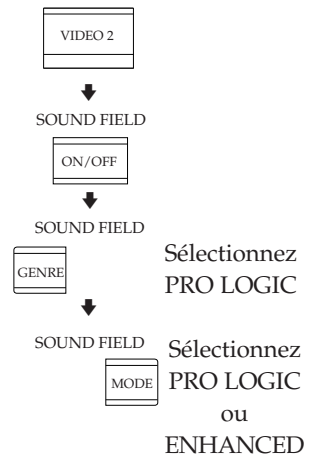 VIDEO 2
SOUND FIELD
ON/OFF
SOUND FIELD
GENRE
Sélectionnez
PRO LOGIC
SOUND FIELD
MODE
Sélectionnez
PRO LOGIC
ou
ENHANCED